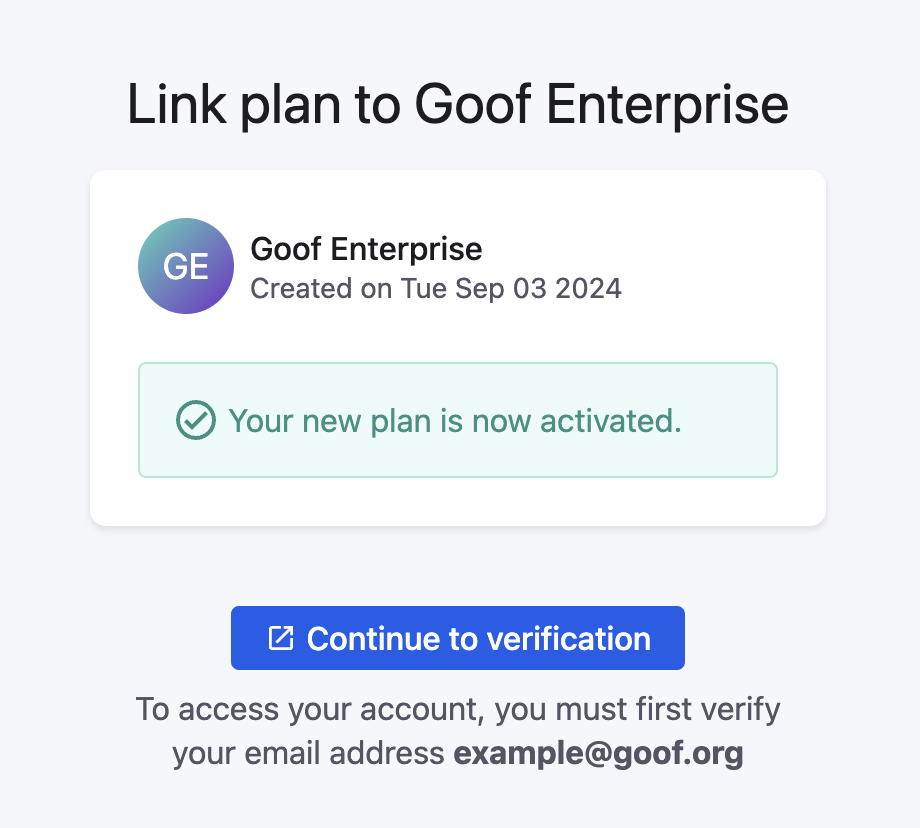 Link plan to Goof Enterprise
GE
Goof Enterprise
Created on Tue Sep 03 2024
Your new plan is now activated.
Continue to verification
To access your account, you must first verify
your email address example@goof.org